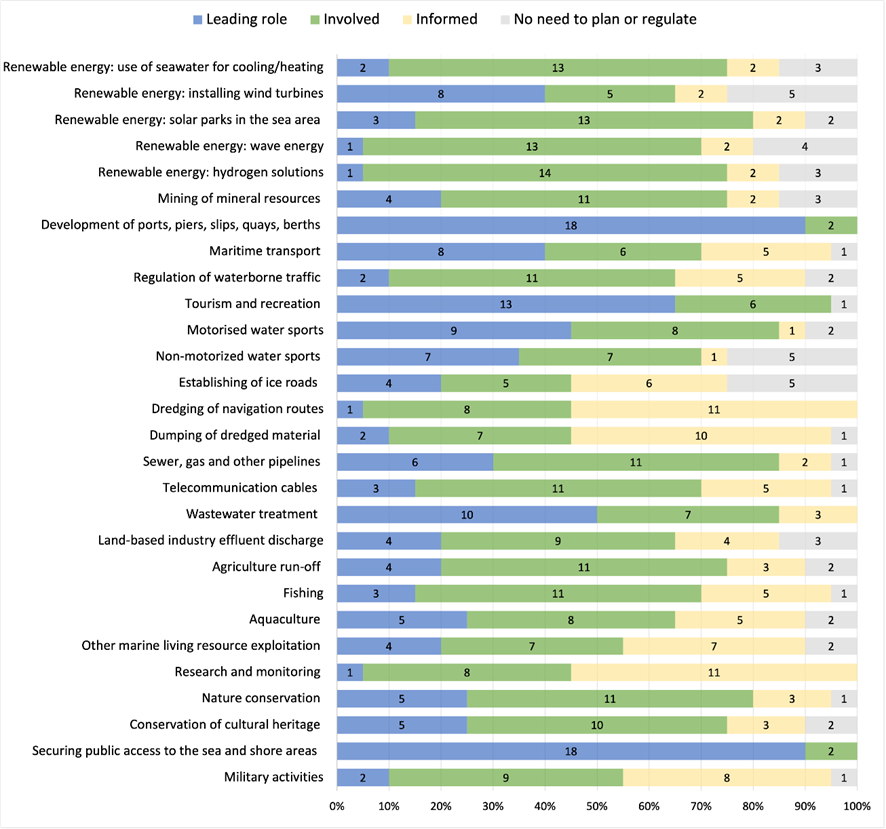 Leading role Involved Informed No need to plan or regulate
Renewable energy: use of seawater for cooling/heating 2 13 2 3
Renewable energy: installing wind turbines 8 5 2 5
Renewable energy: solar parks in the sea area 3 13 2 2
Renewable energy: wave energy 1 13 2 4
Renewable energy: hydrogen solutions 1 14 2 3
Mining of mineral resources 4 11 2 3
Development of ports, piers, slips, quays, berths 18 2
Maritime transport 8 6 5 1
Regulation of waterborne traffic 2 11 5 2
Tourism and recreation 13 6 1
Motorised water sports 9 8 1 2
Non-motorized water sports 7 7 1 5
Establishing of ice roads 4 5 6 5
Dredging of navigation routes 1 8 11
Dumping of dredged material 2 7 10 1
Sewer, gas and other pipelines 6 11 2 1
Telecommunication cables 3 11 5 1
Wastewater treatment 10 7 3
Land-based industry effluent discharge 4 9 4 3
Agriculture run-off 4 11 3 2
Fishing 3 11 5 1
Aquaculture 5 8 5 2
Other marine living resource exploitation 4 7 7 2
Research and monitoring 1 8 11
Nature conservation 5 11 3 1
Conservation of cultural heritage 5 10 3 2
Securing public access to the sea and shore areas 18 2
Military activities 2 9 8 1
0% 10% 20% 30% 40% 50% 60% 70% 80% 90% 100%